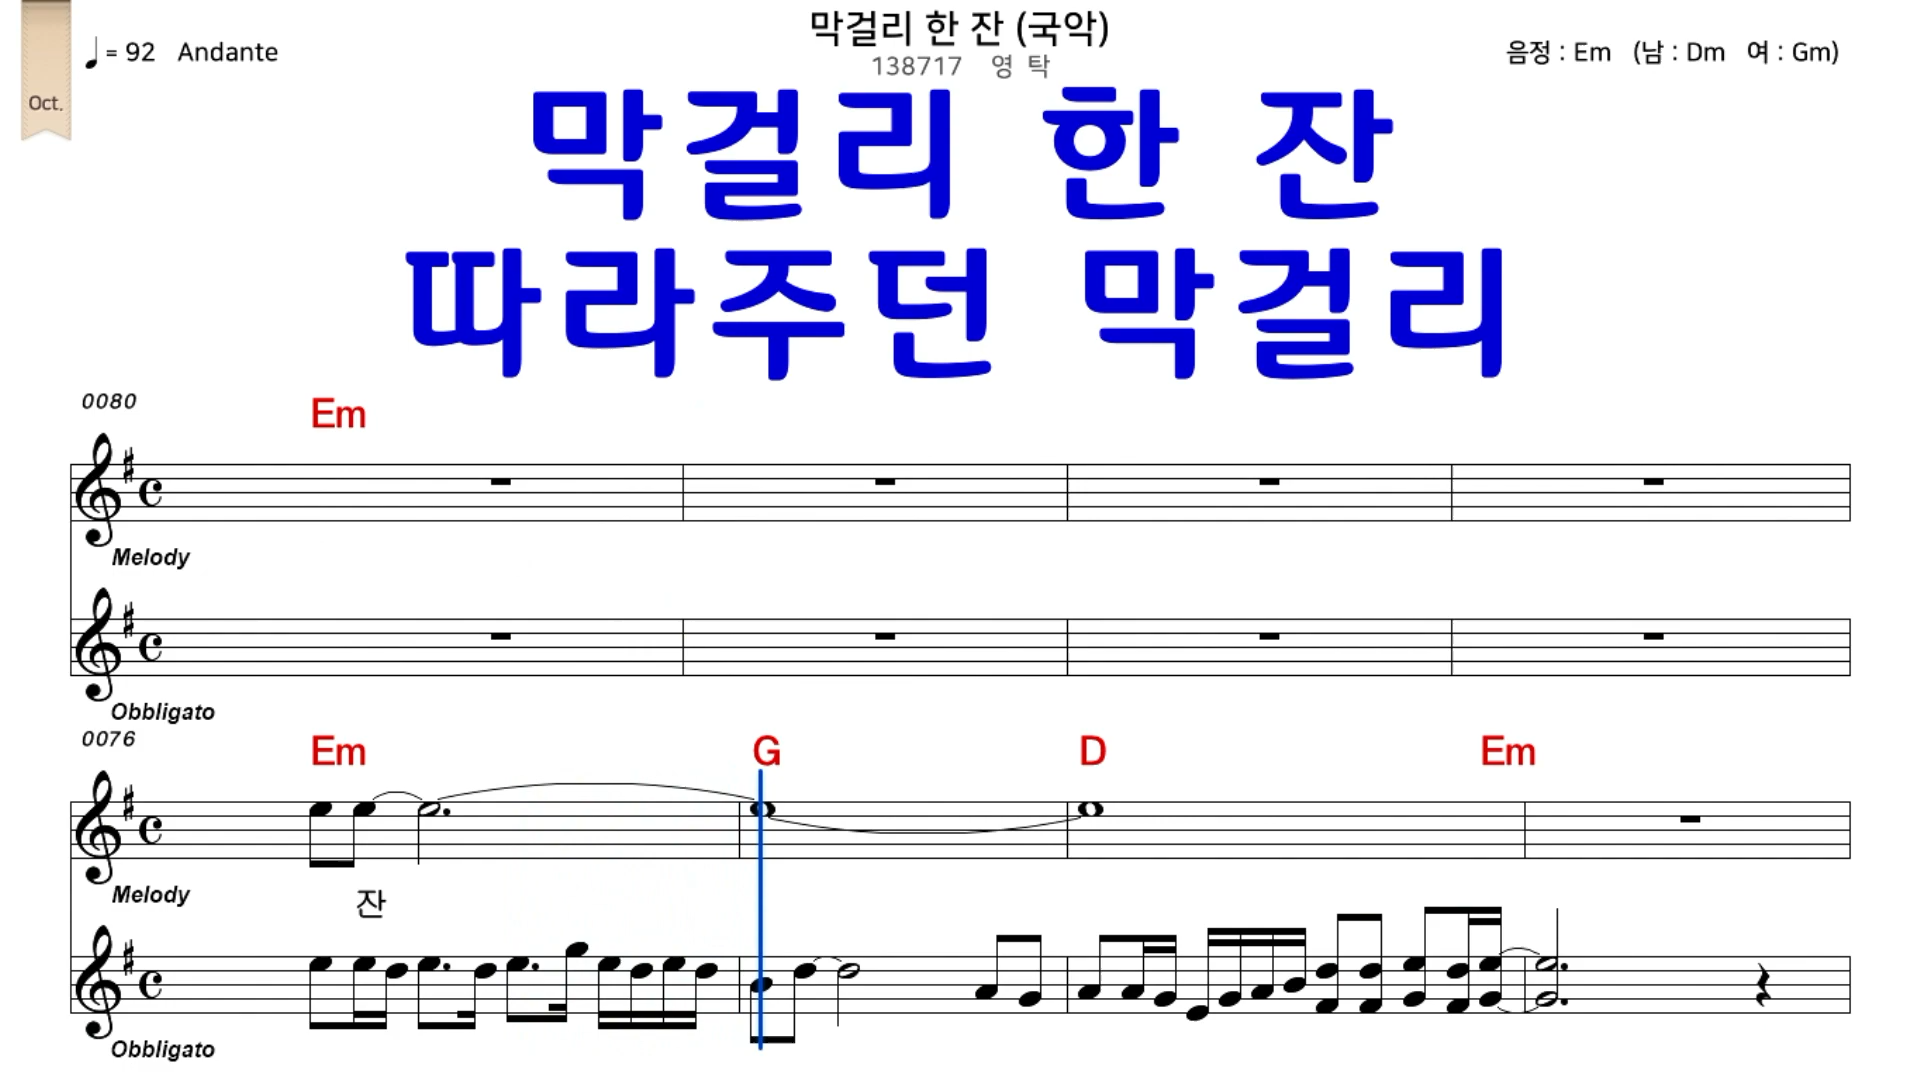 막걸리 한 잔 (국악)
♩ = 92 Andante
138717 영 탁
음정 : Em (남 : Dm 여 : Gm)
Oct.
막걸리 한 잔
따라주던 막걸리
0080
Em
Melody
Obbligato
0076
Em G D Em
Melody
잔
Obbligato